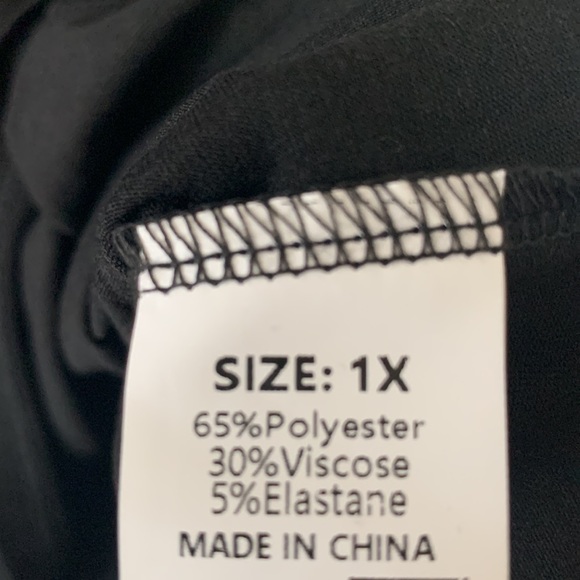 SIZE: 1X
65%Polyester
30%Viscose
5%Elastane
MADE IN CHINA